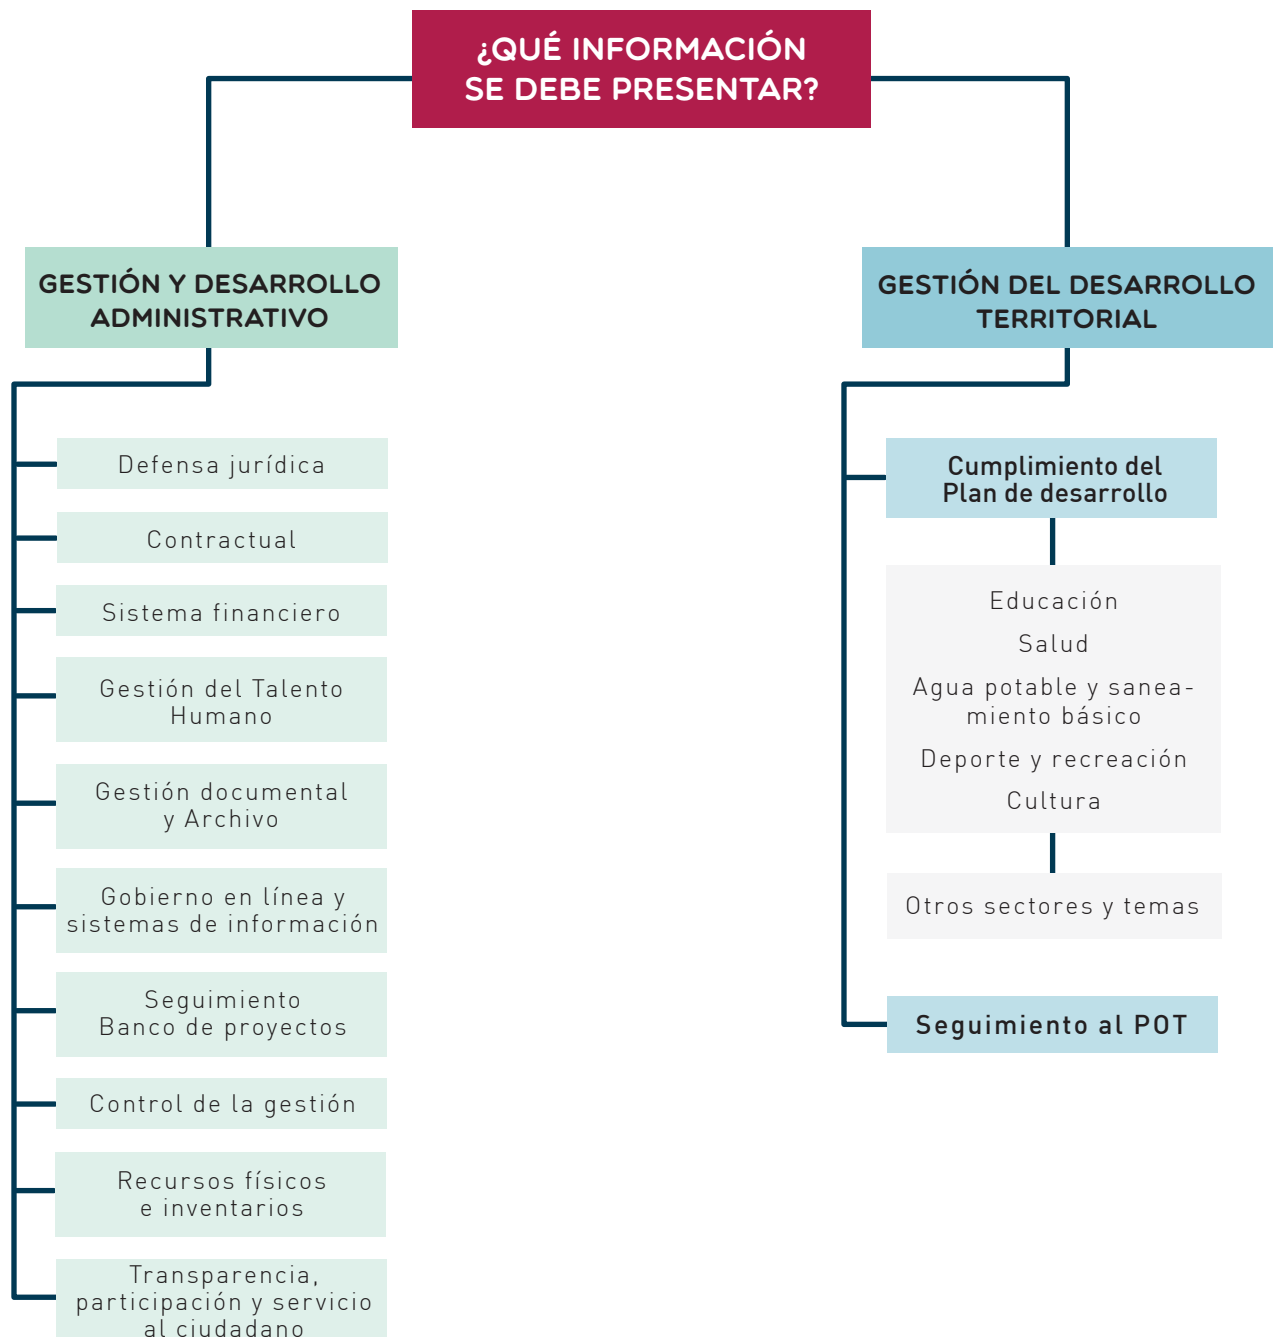 ¿QUÉ INFORMACIÓN
SE DEBE PRESENTAR?
GESTIÓN Y DESARROLLO
ADMINISTRATIVO
Defensa jurídica
Contractual
Sistema financiero
Gestión del Talento
Humano
Gestión documental
y Archivo
Gobierno en línea y
sistemas de información
Seguimiento
Banco de proyectos
Control de la gestión
Recursos físicos
e inventarios
Transparencia,
participación y servicio
al ciudadano
GESTIÓN DEL DESARROLLO
TERRITORIAL
Cumplimiento del
Plan de desarrollo
Educación
Salud
Agua potable y sanea-
miento básico
Deporte y recreación
Cultura
Otros sectores y temas
Seguimiento al POT